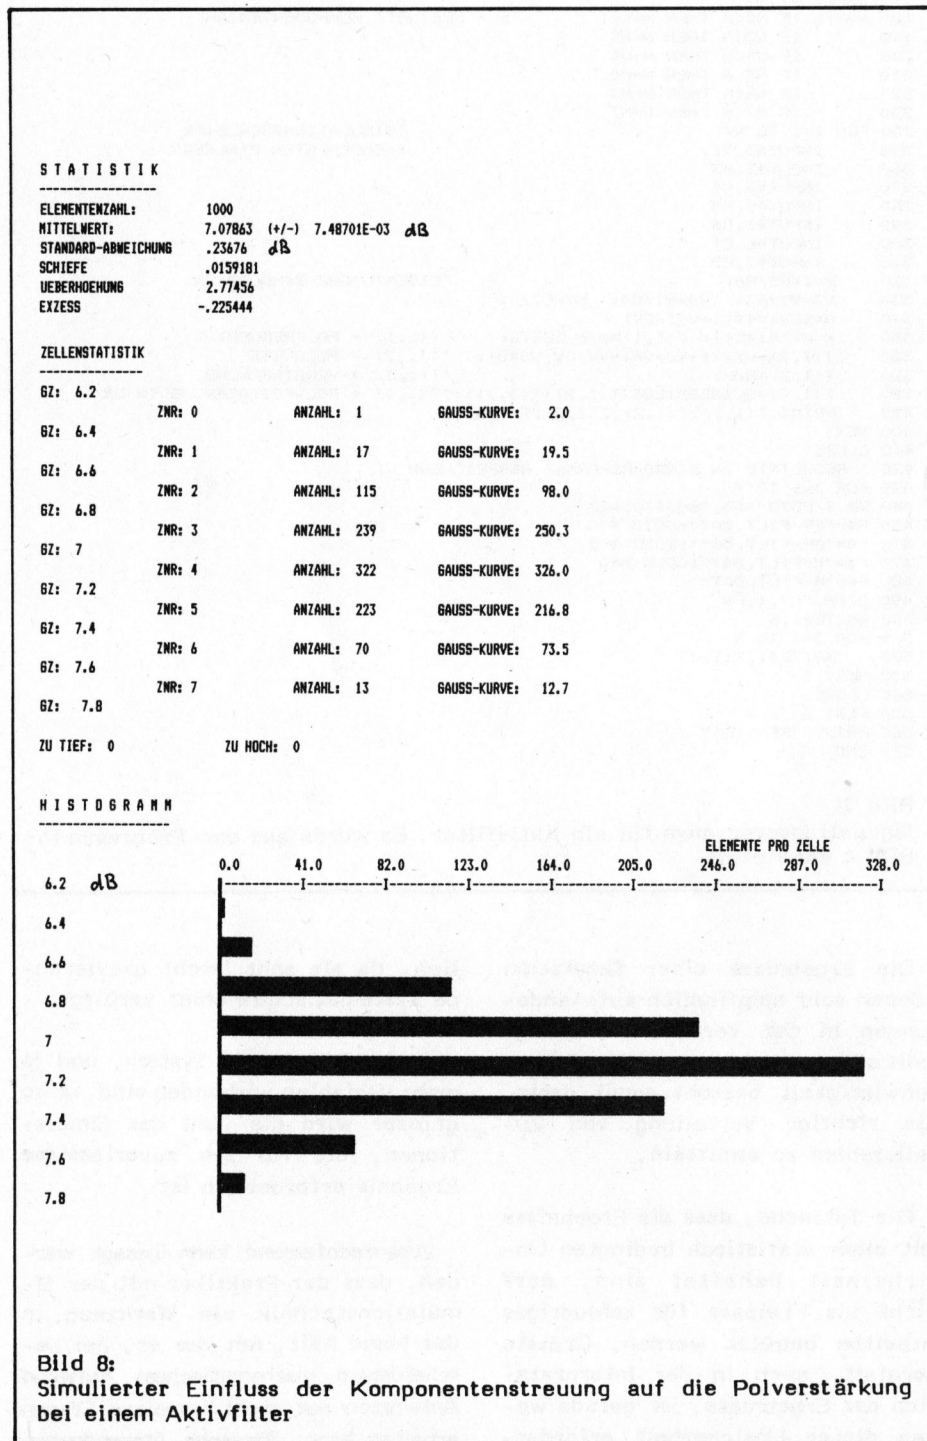 S T A T I S T I K
ELEMENTENZAHL: 1000
MITTELWERT: 7.07863 (+/-) 7.48701E-03 dB
STANDARD-ABWEICHUNG .23676 dB
SCHIEFE .0159181
UEBERHOEHUNG 2.77456
EXZESS -.225444
ZELLENSTATISTIK
GZ: 6.2
ZNR: 0 ANZAHL: 1 GAUSS-KURVE: 2.0
GZ: 6.4
ZNR: 1 ANZAHL: 17 GAUSS-KURVE: 19.5
GZ: 6.6
ZNR: 2 ANZAHL: 115 GAUSS-KURVE: 98.0
GZ: 6.8
ZNR: 3 ANZAHL: 239 GAUSS-KURVE: 250.3
GZ: 7
ZNR: 4 ANZAHL: 322 GAUSS-KURVE: 326.0
GZ: 7.2
ZNR: 5 ANZAHL: 223 GAUSS-KURVE: 216.8
GZ: 7.4
ZNR: 6 ANZAHL: 70 GAUSS-KURVE: 73.5
GZ: 7.6
ZNR: 7 ANZAHL: 13 GAUSS-KURVE: 12.7
GZ: 7.8
ZU TIEF: 0 ZU HOCH: 0
H I S T O G R A M M
ELEMENTE PRO ZELLE
0.0 41.0 82.0 123.0 164.0 205.0 246.0 287.0 328.0
6.2 dB
6.4
6.6
6.8
7
7.2
7.4
7.6
7.8
Bild 8:
Simulierter Einfluss der Komponentenstreuung auf die Polverstärkung
bei einem Aktivfilter